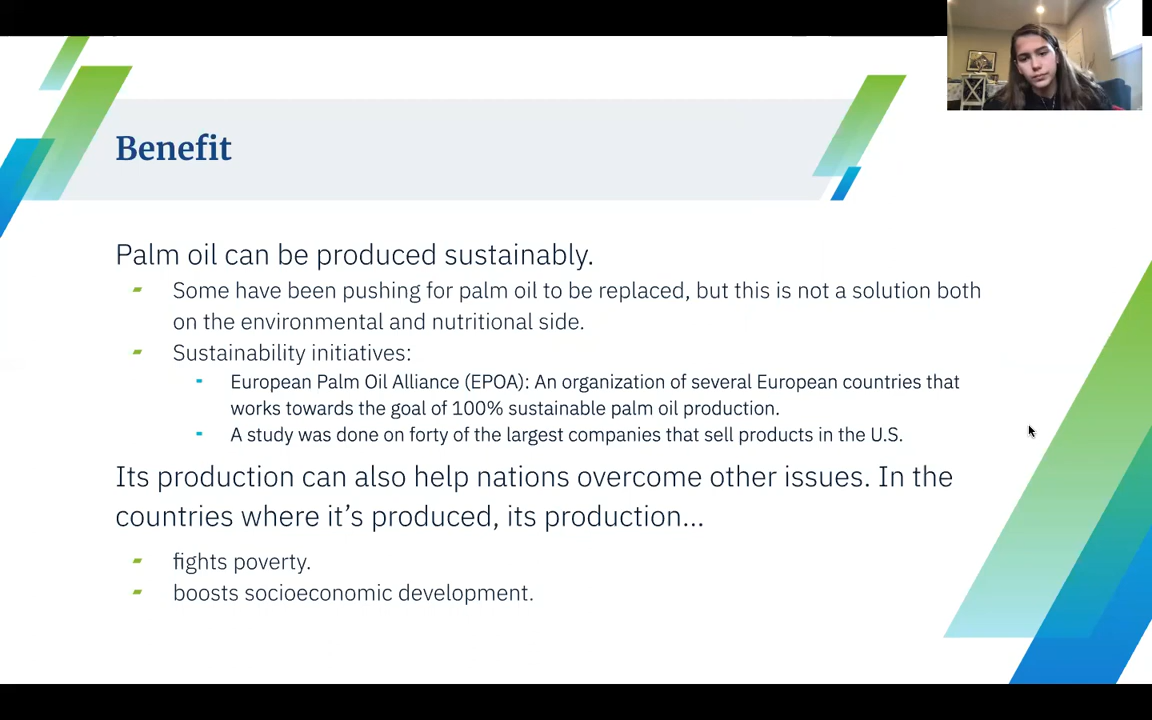 Benefit
Palm oil can be produced sustainably.
Some have been pushing for palm oil to be replaced, but this is not a solution both
on the environmental and nutritional side.
Sustainability initiatives:
European Palm Oil Alliance (EPOA): An organization of several European countries that
works towards the goal of 100% sustainable palm oil production.
A study was done on forty of the largest companies that sell products in the U.S.
Its production can also help nations overcome other issues. In the
countries where it’s produced, its production...
fights poverty.
boosts socioeconomic development.